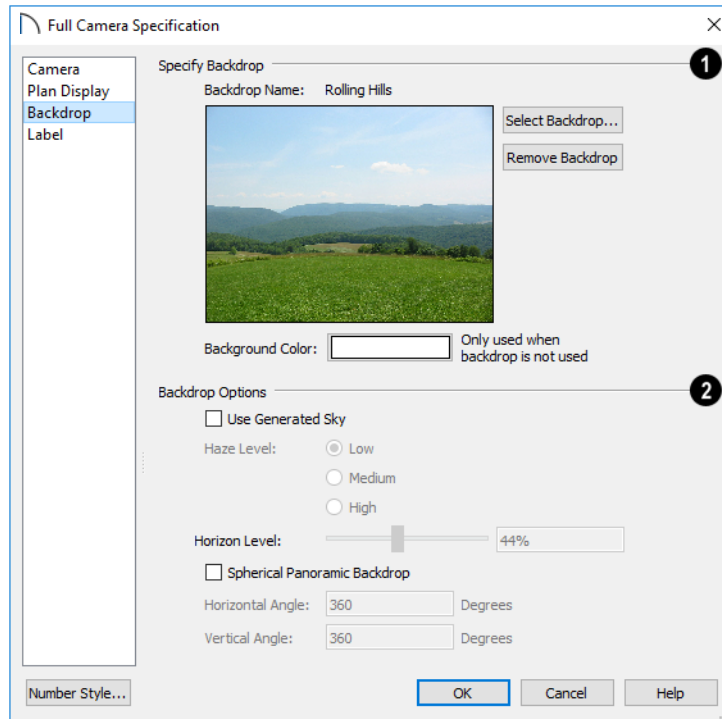 Full Camera Specification
Camera
Plan Display
Backdrop
Label
Specify Backdrop
1
Backdrop Name: Rolling Hills
Select Backdrop...
Remove Backdrop
Background Color:
Only used when
backdrop is not used
Backdrop Options
2
Use Generated Sky
Haze Level:
Low
Medium
High
Horizon Level:
44%
Spherical Panoramic Backdrop
Horizontal Angle: 360 Degrees
Vertical Angle: 360 Degrees
Number Style...
OK
Cancel
Help